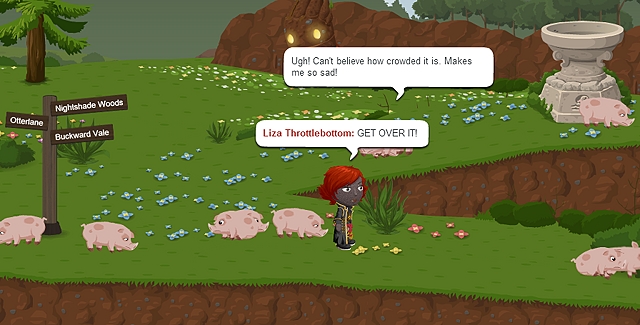 Ugh! Can't believe how crowded it is. Makes
me so sad!
Nightshade Woods
Otterlane
Buckward Vale
Liza Throttlebottom: GET OVER IT!